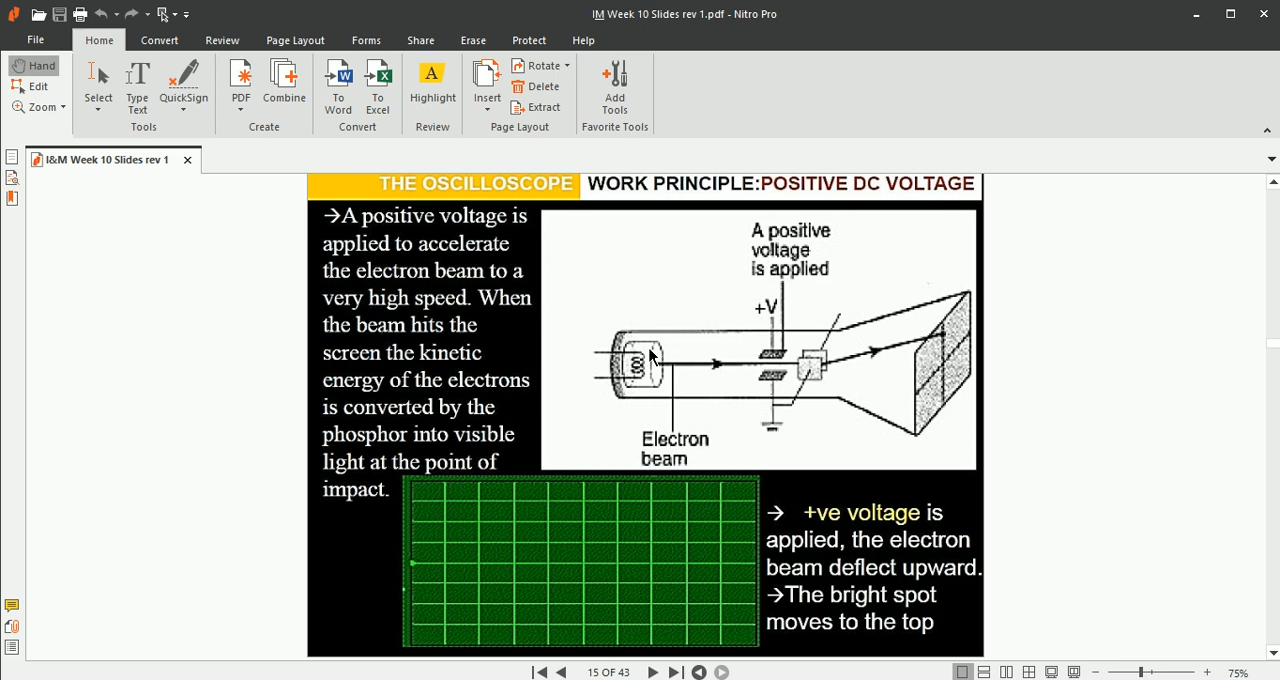 IM Week 10 Slides rev 1.pdf - Nitro Pro
File Home Convert Review Page Layout Forms Share Erase Protect Help
Hand
Edit
Zoom
Select
Type Text
QuickSign
Tools
PDF
Combine
Create
To Word
To Excel
Convert
Highlight
Review
Insert
Rotate
Delete
Extract
Page Layout
Add Tools
Favorite Tools
I&M Week 10 Slides rev 1
THE OSCILLOSCOPE WORK PRINCIPLE:POSITIVE DC VOLTAGE
→A positive voltage is
applied to accelerate
the electron beam to a
very high speed. When
the beam hits the
screen the kinetic
energy of the electrons
is converted by the
phosphor into visible
light at the point of
impact.
A positive
voltage
is applied
+V
Electron
beam
→ +ve voltage is
applied, the electron
beam deflect upward.
→The bright spot
moves to the top
15 OF 43
75%